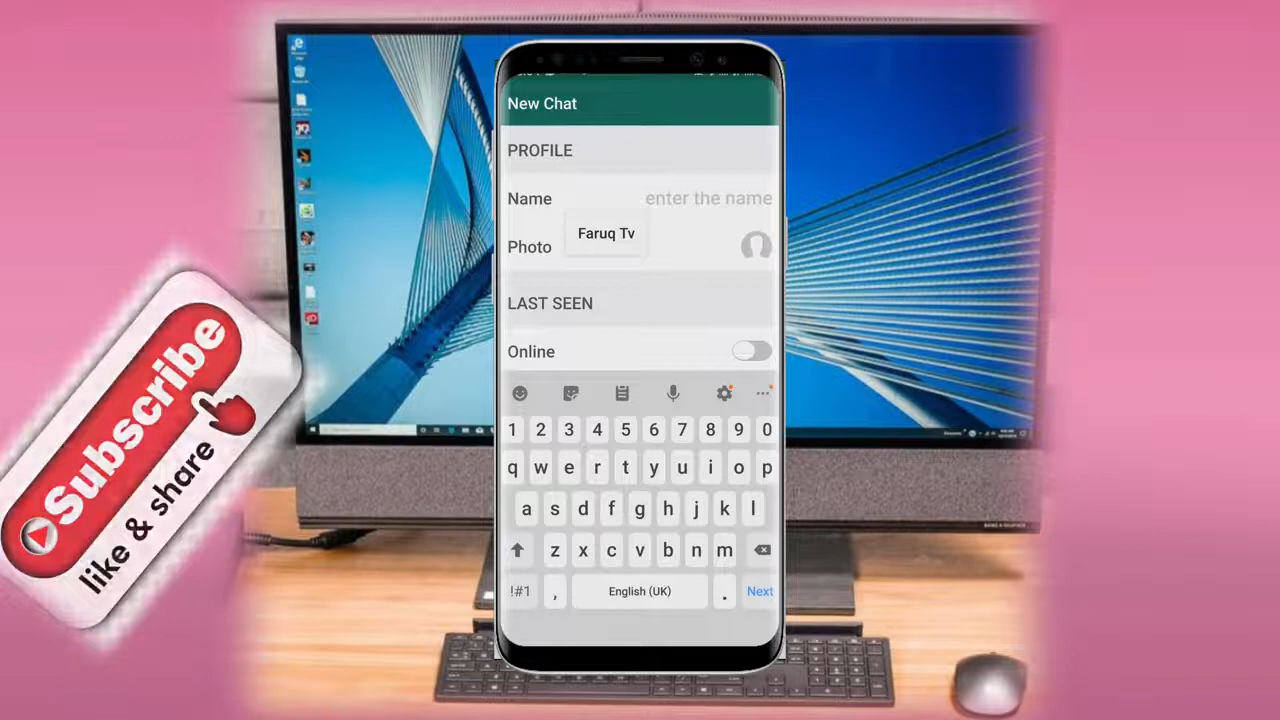 New Chat
PROFILE
Name
enter the name
Faruq Tv
Photo
LAST SEEN
Online
1 2 3 4 5 6 7 8 9 0
q w e r t y u i o p
a s d f g h j k l
z x c v b n m
!#1 , English (UK) . Next
Subscribe
like & share